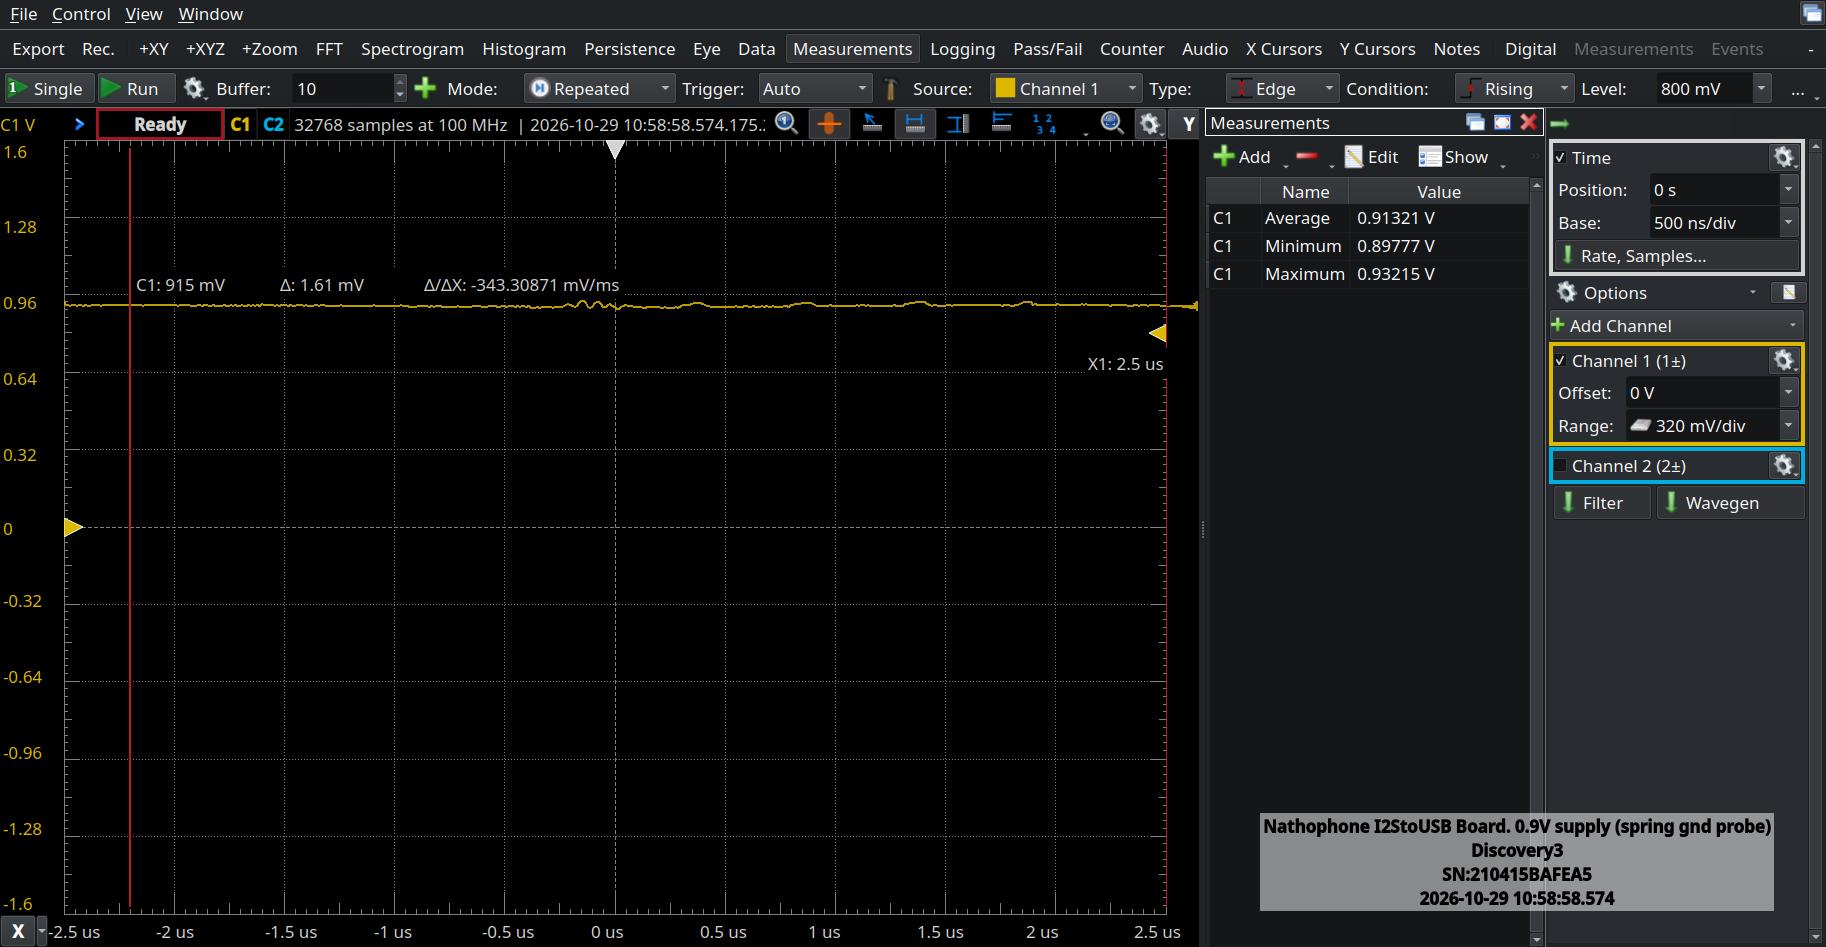 File Control View Window
Export Rec. +XY +XYZ +Zoom FFT Spectrogram Histogram Persistence Eye Data Measurements Logging Pass/Fail Counter Audio X Cursors Y Cursors Notes Digital Measurements Events -
1 Single Run Buffer: 10 Mode: Repeated Trigger: Auto Source: Channel 1 Type: Edge Condition: Rising Level: 800 mV ...
C1 V Ready C1 C2 32768 samples at 100 MHz | 2026-10-29 10:58:58.574.175. Y
1.6
1.28
0.96
0.64
0.32
0
-0.32
-0.64
-0.96
-1.28
-1.6
C1: 915 mV Δ: 1.61 mV Δ/ΔX: -343.30871 mV/ms
X1: 2.5 us
X -2.5 us -2 us -1.5 us -1 us -0.5 us 0 us 0.5 us 1 us 1.5 us 2 us 2.5 us
Measurements
Add Edit Show
Name Value
C1 Average 0.91321 V
C1 Minimum 0.89777 V
C1 Maximum 0.93215 V
Time
Position: 0 s
Base: 500 ns/div
Rate, Samples...
Options
Add Channel
Channel 1 (1±)
Offset: 0 V
Range: 320 mV/div
Channel 2 (2±)
Filter Wavegen
Nathophone I2StoUSB Board. 0.9V supply (spring gnd probe)
Discovery3
SN:210415BAFEA5
2026-10-29 10:58:58.574